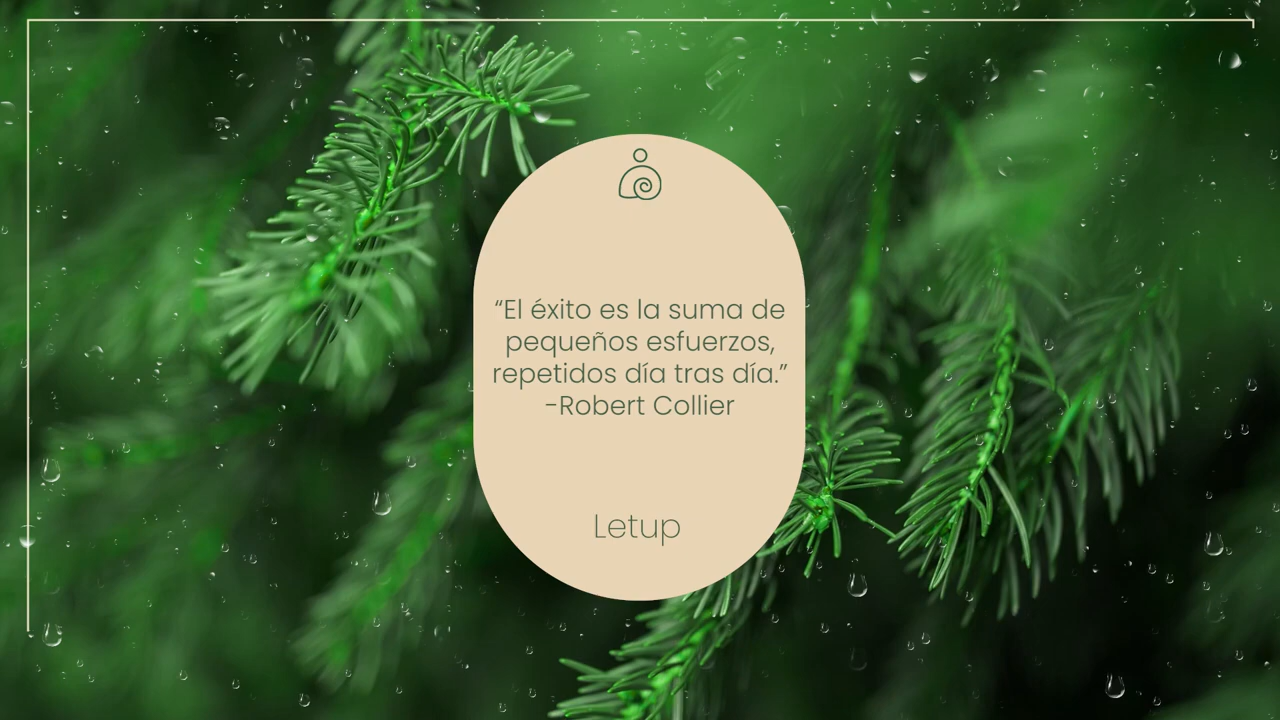 “El éxito es la suma de
pequeños esfuerzos,
repetidos día tras día.”
-Robert Collier
Letup